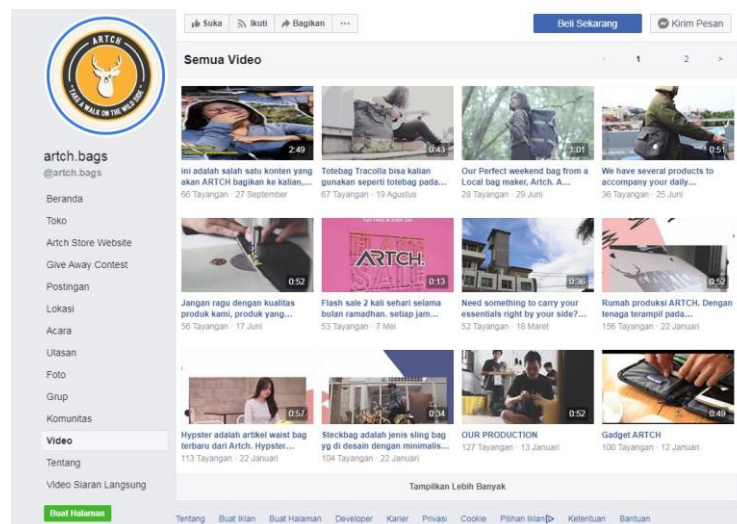 ARTCH
"TAKE A WALK ON THE WILD SIDE"
artch.bags
@artch.bags
Beranda
Toko
Artch Store Website
Give Away Contest
Postingan
Lokasi
Acara
Ulasan
Foto
Grup
Komunitas
Video
Tentang
Video Siaran Langsung
Buat Halaman
Suka
Ikuti
Bagikan
...
Beli Sekarang
Kirim Pesan
Semua Video
<
1
2
>
2:49
ini adalah salah satu konten yang
akan ARTCH bagikan ke kalian,...
66 Tayangan · 27 September
0:43
Totebag Tracolla bisa kalian
gunakan seperti totebag pada...
67 Tayangan · 19 Agustus
1:01
Our Perfect weekend bag from a
Local bag maker, Artch. A...
28 Tayangan · 29 Juni
0:51
We have several products to
accompany your daily...
36 Tayangan · 25 Juni
0:52
Jangan ragu dengan kualitas
produk kami, produk yang...
56 Tayangan · 17 Juni
FLASH
ARTCH.
SALE
0:13
Flash sale 2 kali sehari selama
bulan ramadhan. setiap jam...
53 Tayangan · 7 Mei
0:36
Need something to carry your
essentials right by your side?...
52 Tayangan · 18 Maret
0:52
Rumah produksi ARTCH. Dengan
tenaga terampil pada...
156 Tayangan · 22 Januari
0:57
Hypster adalah artikel waist bag
terbaru dari Artch. Hypster...
113 Tayangan · 22 Januari
0:34
Steckbag adalah jenis sling bag
yg di desain dengan minimalis...
104 Tayangan · 22 Januari
0:52
OUR PRODUCTION
127 Tayangan · 13 Januari
0:49
Gadget ARTCH
100 Tayangan · 12 Januari
Tampilkan Lebih Banyak
Tentang Buat Iklan Buat Halaman Developer Karier Privasi Cookie Pilihan Iklan Ketentuan Bantuan